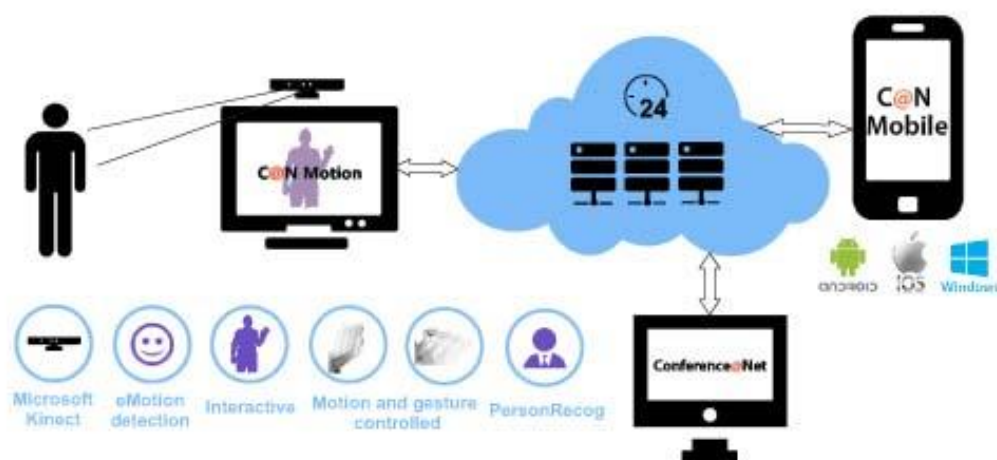 C@N Motion
24
C@N
Mobile
android
iOS
Windows
Conference@Net
Microsoft
Kinect
eMotion
detection
Interactive
Motion and gesture
controlled
PersonRecog